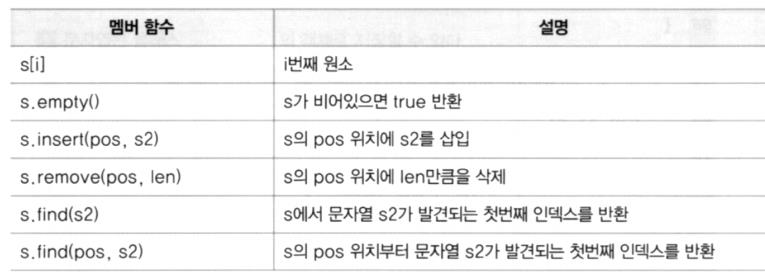 멤버 함수 설명
s[i] i번째 원소
s.empty() s가 비어있으면 true 반환
s.insert(pos, s2) s의 pos 위치에 s2를 삽입
s.remove(pos, len) s의 pos 위치에 len만큼을 삭제
s.find(s2) s에서 문자열 s2가 발견되는 첫번째 인덱스를 반환
s.find(pos, s2) s의 pos 위치부터 문자열 s2가 발견되는 첫번째 인덱스를 반환